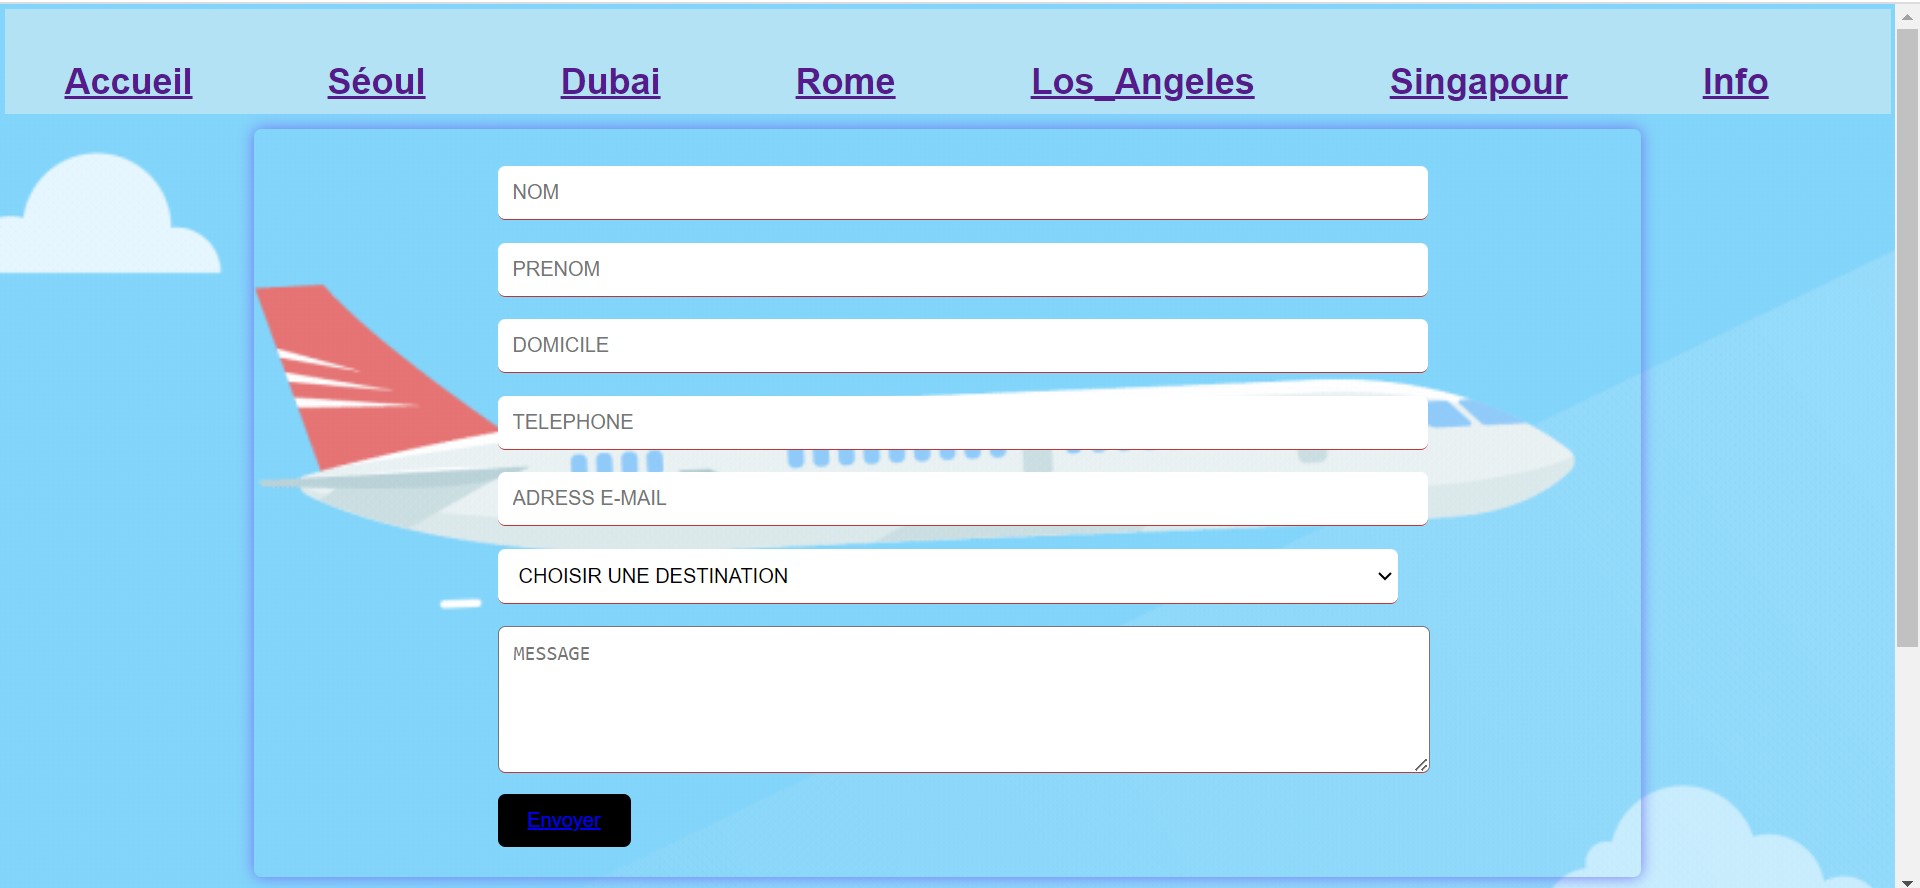 Accueil Séoul Dubai Rome Los_Angeles Singapour Info
NOM
PRENOM
DOMICILE
TELEPHONE
ADRESS E-MAIL
CHOISIR UNE DESTINATION
MESSAGE
Envoyer